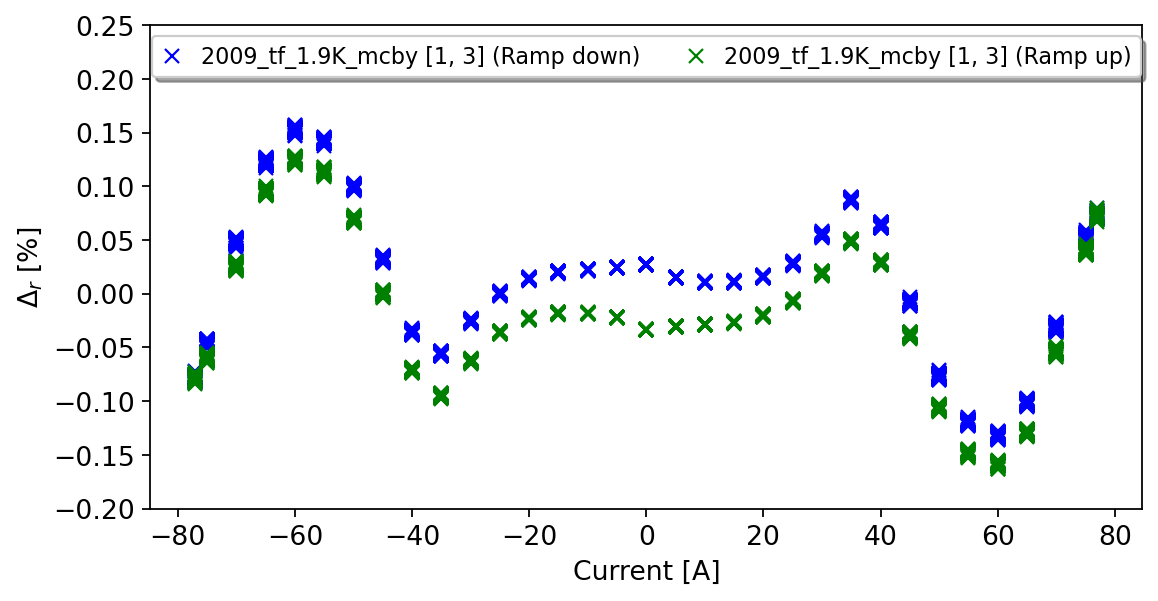 0.25
0.20
0.15
0.10
0.05
0.00
−0.05
−0.10
−0.15
−0.20
Δr [%]
2009_tf_1.9K_mcby [1, 3] (Ramp down) 2009_tf_1.9K_mcby [1, 3] (Ramp up)
−80 −60 −40 −20 0 20 40 60 80
Current [A]